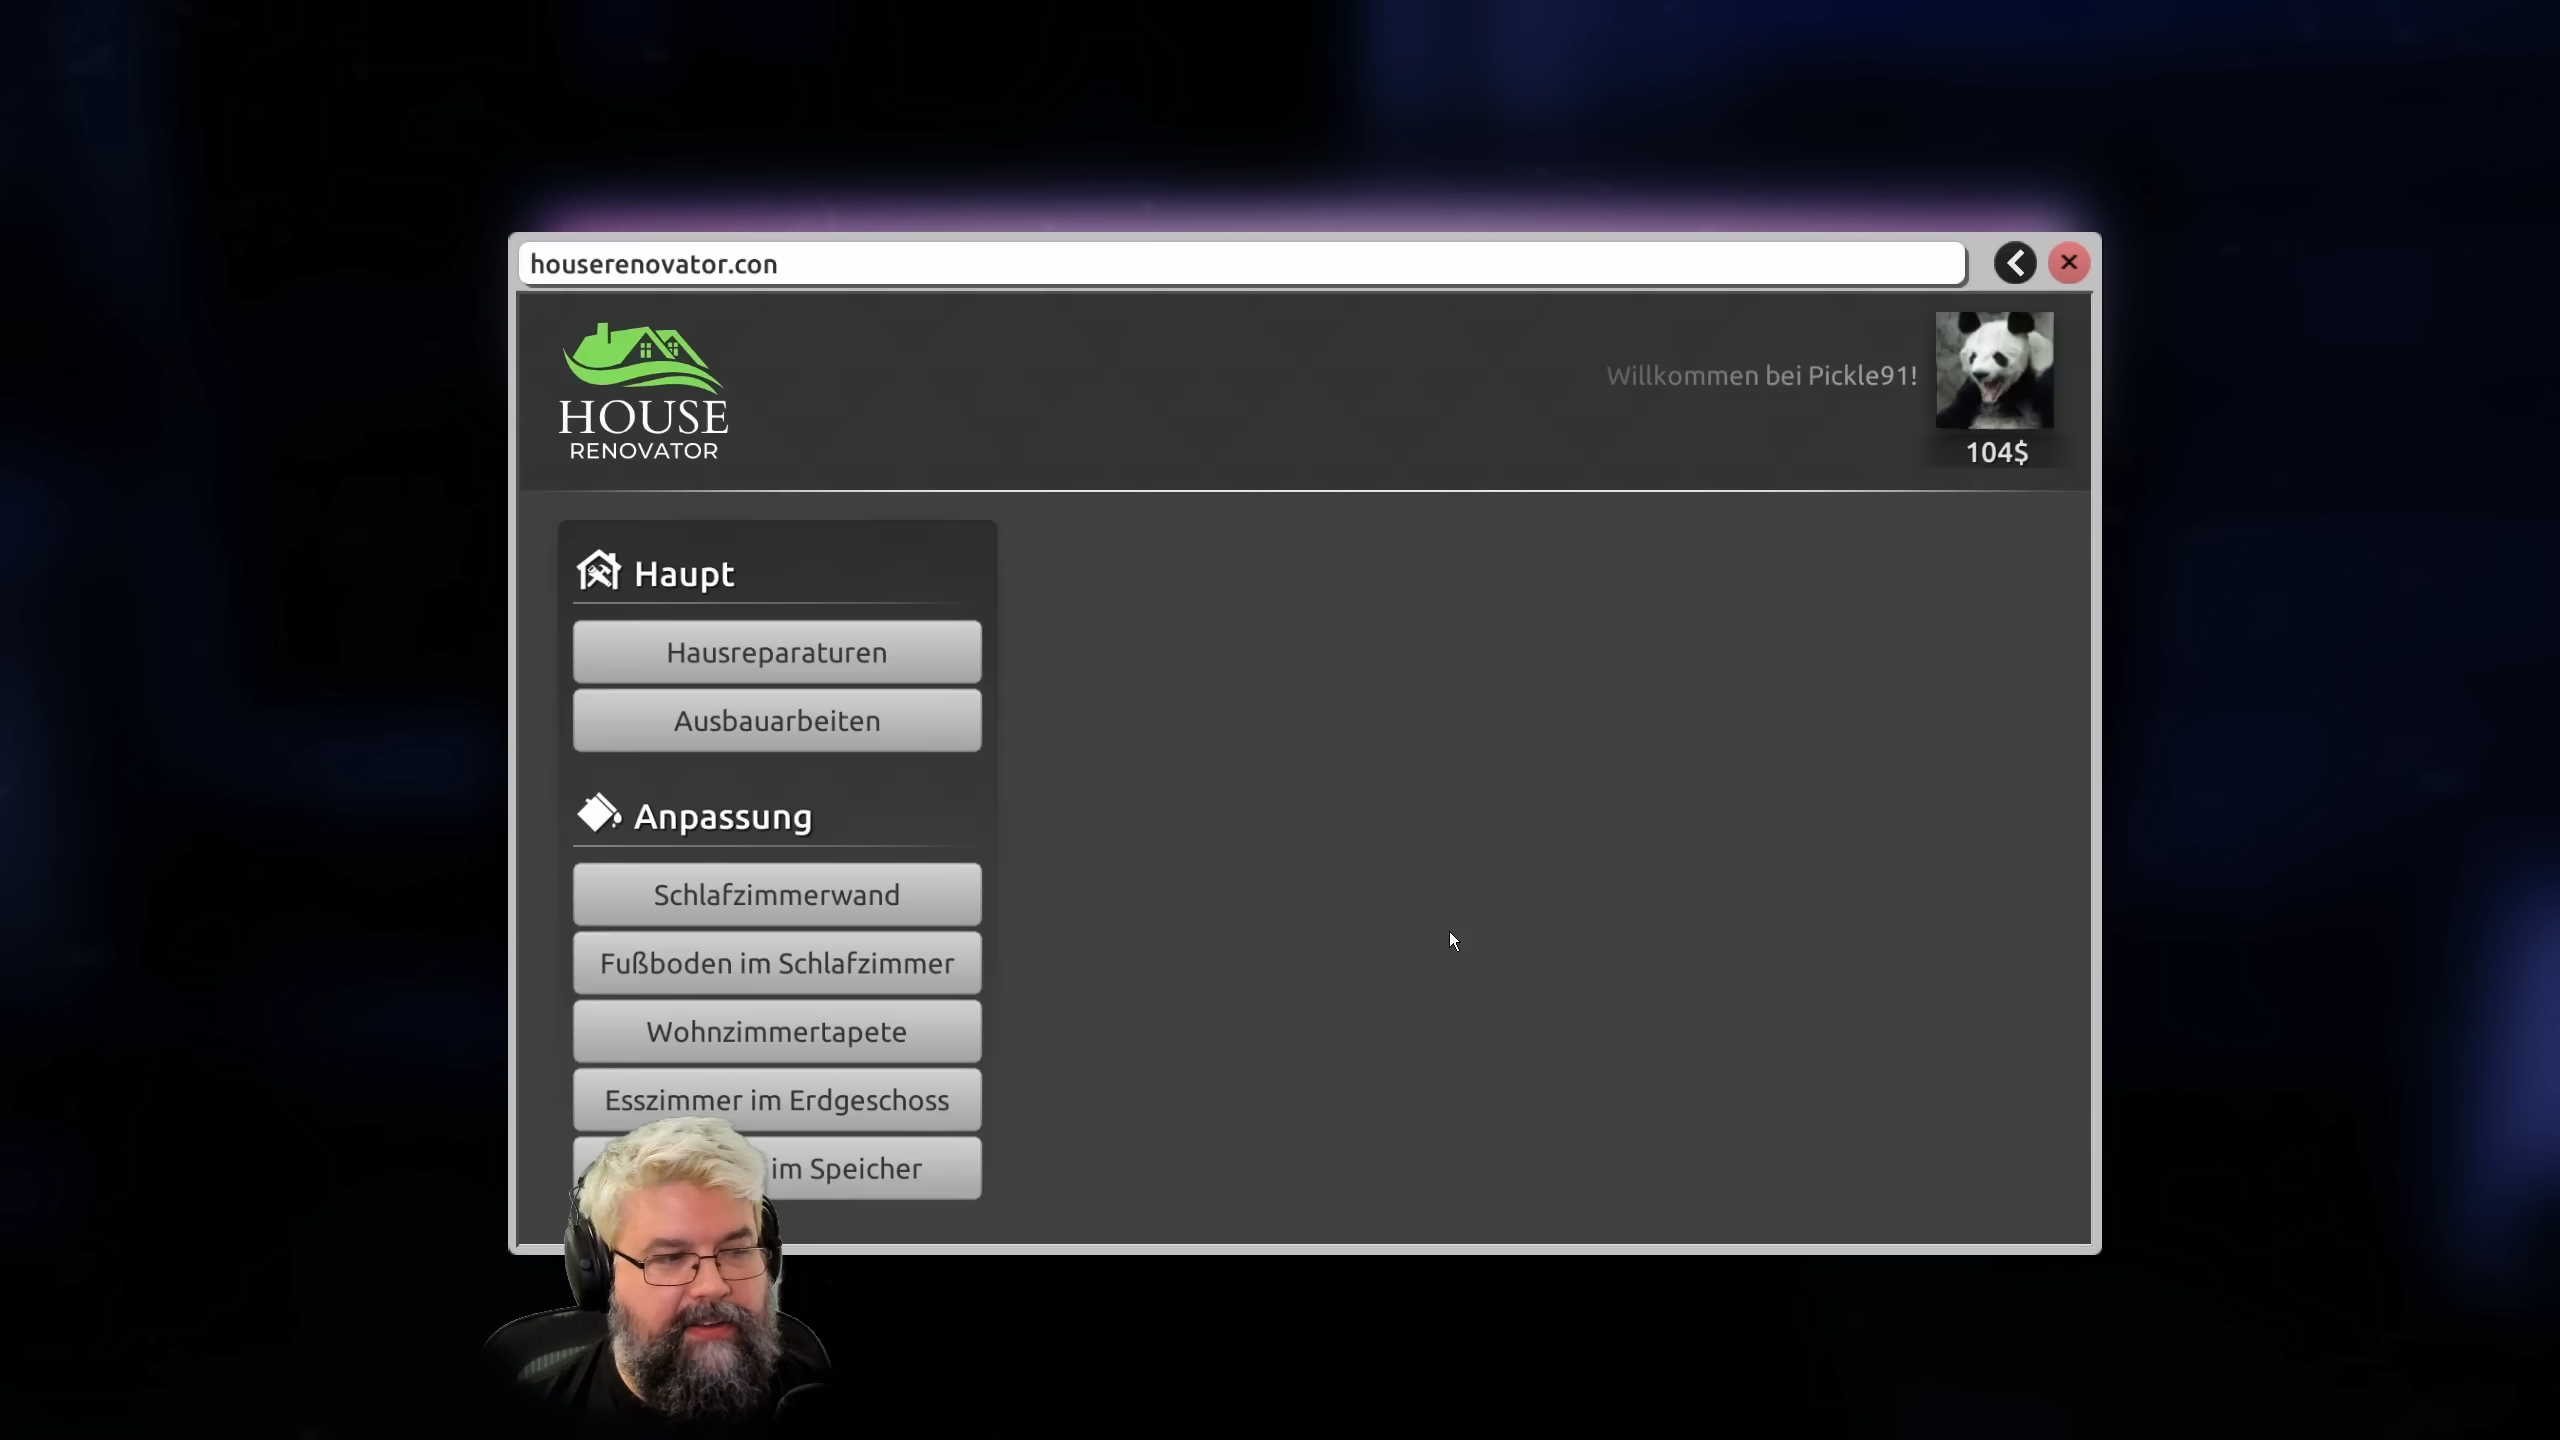 houserenovator.con
HOUSE
RENOVATOR
Willkommen bei Pickle91!
104$
Haupt
Hausreparaturen
Ausbauarbeiten
Anpassung
Schlafzimmerwand
Fußboden im Schlafzimmer
Wohnzimmertapete
Esszimmer im Erdgeschoss
im Speicher